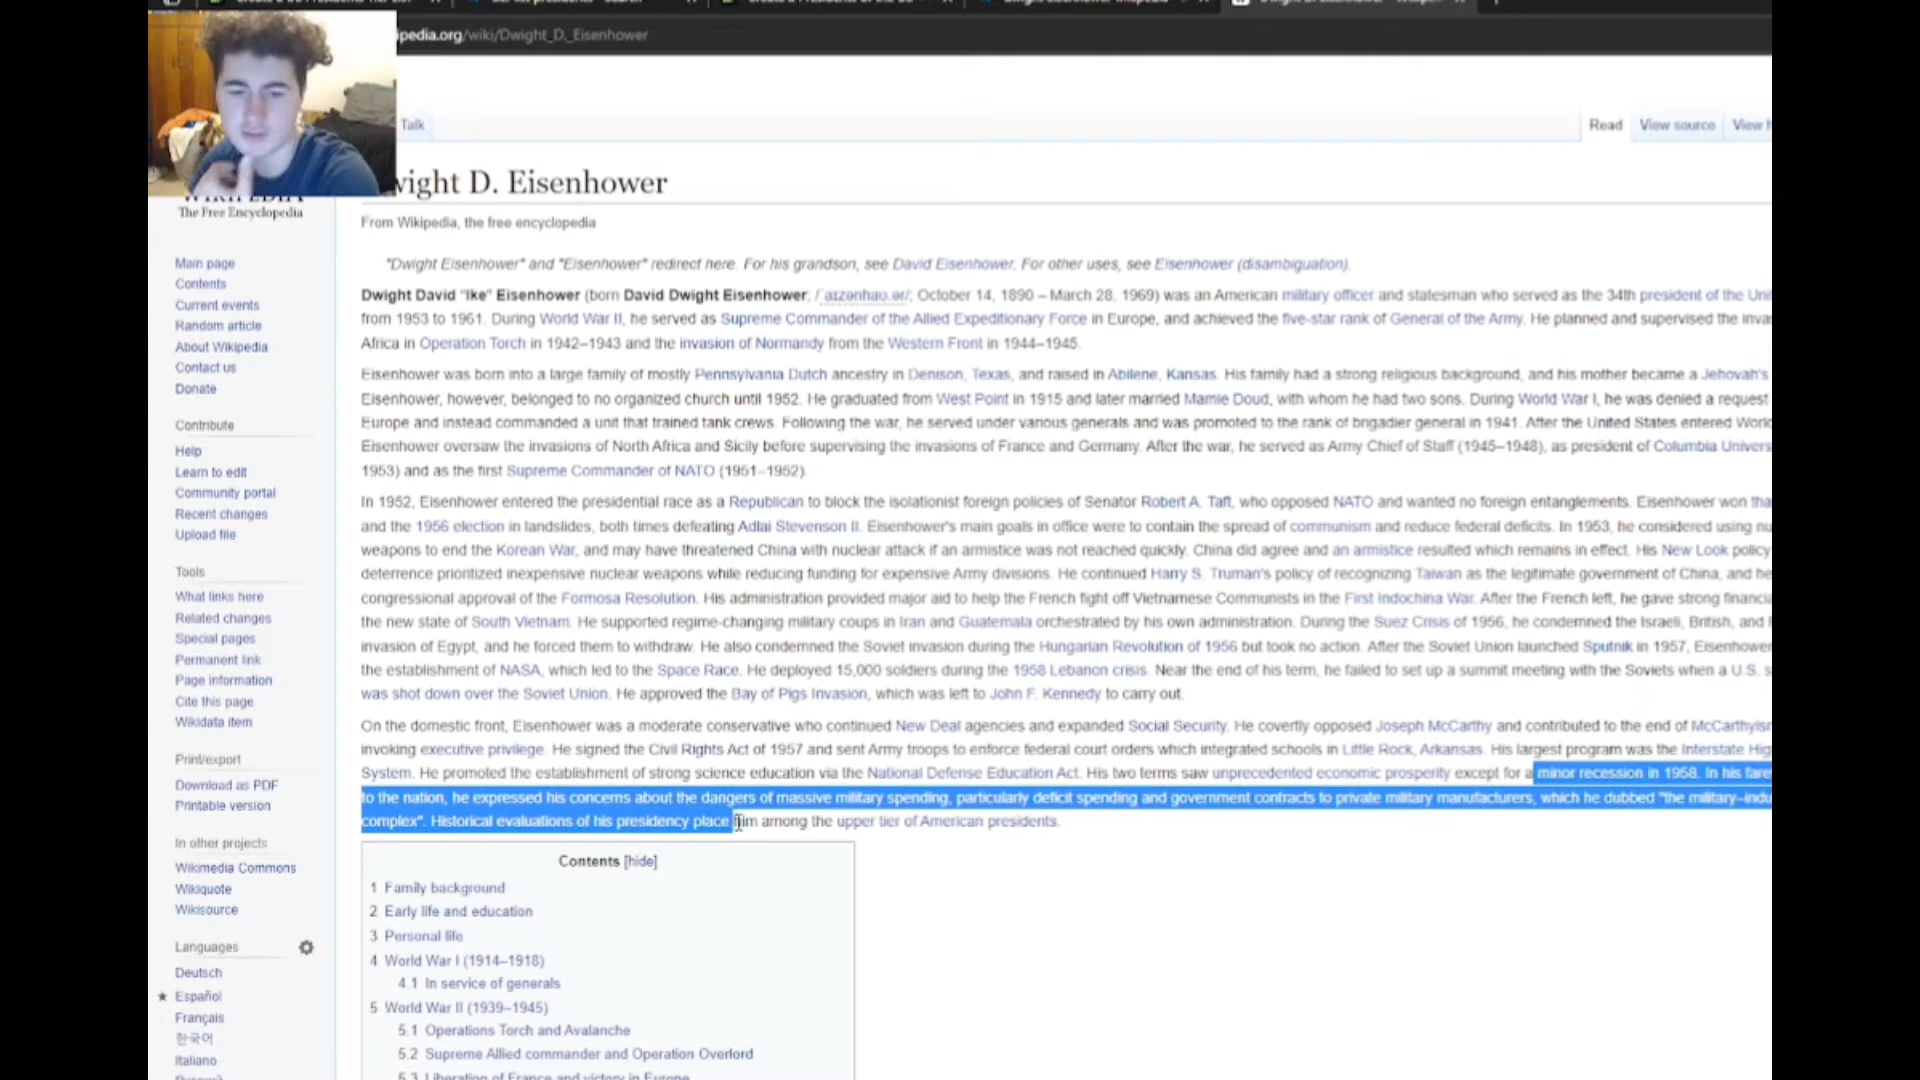 ipedia.org/wiki/Dwight_D._Eisenhower
Talk
Read
View source
View h
wight D. Eisenhower
The Free Encyclopedia
From Wikipedia, the free encyclopedia
"Dwight Eisenhower" and "Eisenhower" redirect here. For his grandson, see David Eisenhower. For other uses, see Eisenhower (disambiguation).
Dwight David "Ike" Eisenhower (born David Dwight Eisenhower; /ˈaɪzənhaʊ.ər/; October 14, 1890 – March 28, 1969) was an American military officer and statesman who served as the 34th president of the Uni
from 1953 to 1961. During World War II, he served as Supreme Commander of the Allied Expeditionary Force in Europe, and achieved the five-star rank of General of the Army. He planned and supervised the inva
Africa in Operation Torch in 1942–1943 and the invasion of Normandy from the Western Front in 1944–1945.
Eisenhower was born into a large family of mostly Pennsylvania Dutch ancestry in Denison, Texas, and raised in Abilene, Kansas. His family had a strong religious background, and his mother became a Jehovah's
Eisenhower, however, belonged to no organized church until 1952. He graduated from West Point in 1915 and later married Mamie Doud, with whom he had two sons. During World War I, he was denied a request
Europe and instead commanded a unit that trained tank crews. Following the war, he served under various generals and was promoted to the rank of brigadier general in 1941. After the United States entered Worl
Eisenhower oversaw the invasions of North Africa and Sicily before supervising the invasions of France and Germany. After the war, he served as Army Chief of Staff (1945–1948), as president of Columbia Univers
1953) and as the first Supreme Commander of NATO (1951–1952).
In 1952, Eisenhower entered the presidential race as a Republican to block the isolationist foreign policies of Senator Robert A. Taft, who opposed NATO and wanted no foreign entanglements. Eisenhower won tha
and the 1956 election in landslides, both times defeating Adlai Stevenson II. Eisenhower's main goals in office were to contain the spread of communism and reduce federal deficits. In 1953, he considered using nu
weapons to end the Korean War, and may have threatened China with nuclear attack if an armistice was not reached quickly. China did agree and an armistice resulted which remains in effect. His New Look policy
deterrence prioritized inexpensive nuclear weapons while reducing funding for expensive Army divisions. He continued Harry S. Truman's policy of recognizing Taiwan as the legitimate government of China, and he
congressional approval of the Formosa Resolution. His administration provided major aid to help the French fight off Vietnamese Communists in the First Indochina War. After the French left, he gave strong financia
the new state of South Vietnam. He supported regime-changing military coups in Iran and Guatemala orchestrated by his own administration. During the Suez Crisis of 1956, he condemned the Israeli, British, and
invasion of Egypt, and he forced them to withdraw. He also condemned the Soviet invasion during the Hungarian Revolution of 1956 but took no action. After the Soviet Union launched Sputnik in 1957, Eisenhower
the establishment of NASA, which led to the Space Race. He deployed 15,000 soldiers during the 1958 Lebanon crisis. Near the end of his term, he failed to set up a summit meeting with the Soviets when a U.S. s
was shot down over the Soviet Union. He approved the Bay of Pigs Invasion, which was left to John F. Kennedy to carry out.
On the domestic front, Eisenhower was a moderate conservative who continued New Deal agencies and expanded Social Security. He covertly opposed Joseph McCarthy and contributed to the end of McCarthyis
invoking executive privilege. He signed the Civil Rights Act of 1957 and sent Army troops to enforce federal court orders which integrated schools in Little Rock, Arkansas. His largest program was the Interstate Hig
System. He promoted the establishment of strong science education via the National Defense Education Act. His two terms saw unprecedented economic prosperity except for a minor recession in 1958. In his fare
to the nation, he expressed his concerns about the dangers of massive military spending, particularly deficit spending and government contracts to private military manufacturers, which he dubbed "the military–indu
complex". Historical evaluations of his presidency place him among the upper tier of American presidents.
Contents [hide]
1 Family background
2 Early life and education
3 Personal life
4 World War I (1914–1918)
4.1 In service of generals
5 World War II (1939–1945)
5.1 Operations Torch and Avalanche
5.2 Supreme Allied commander and Operation Overlord
5.3 Liberation of France and victory in Europe
Main page
Contents
Current events
Random article
About Wikipedia
Contact us
Donate
Contribute
Help
Learn to edit
Community portal
Recent changes
Upload file
Tools
What links here
Related changes
Special pages
Permanent link
Page information
Cite this page
Wikidata item
Print/export
Download as PDF
Printable version
In other projects
Wikimedia Commons
Wikiquote
Wikisource
Languages
Deutsch
Español
Français
한국어
Italiano